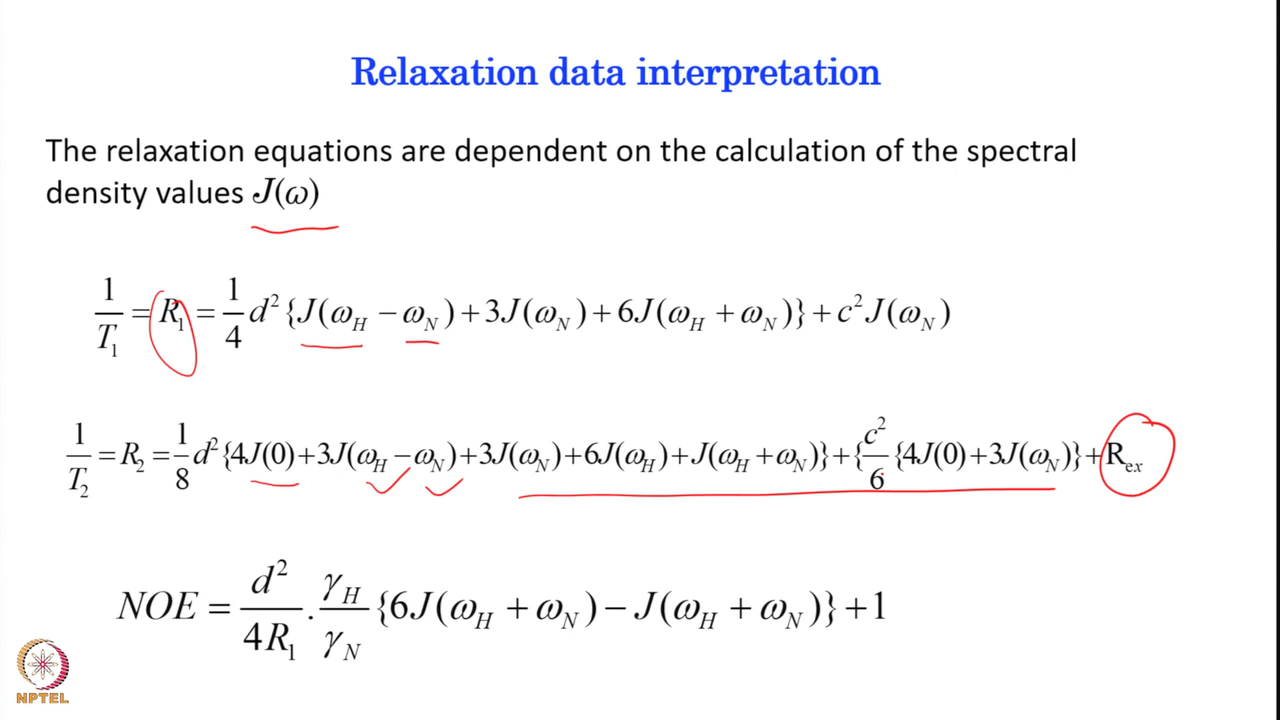 Relaxation data interpretation
The relaxation equations are dependent on the calculation of the spectral
density values J(ω)
1/T₁ = R₁ = 1/4 d² {J(ω_H − ω_N) + 3J(ω_N) + 6J(ω_H + ω_N)} + c² J(ω_N)
1/T₂ = R₂ = 1/8 d² {4J(0) + 3J(ω_H − ω_N) + 3J(ω_N) + 6J(ω_H) + J(ω_H + ω_N)} + {c²/6 {4J(0) + 3J(ω_N)} + R_ex
NOE = d²/4R₁ . γ_H/γ_N {6J(ω_H + ω_N) − J(ω_H + ω_N)} + 1
NPTEL